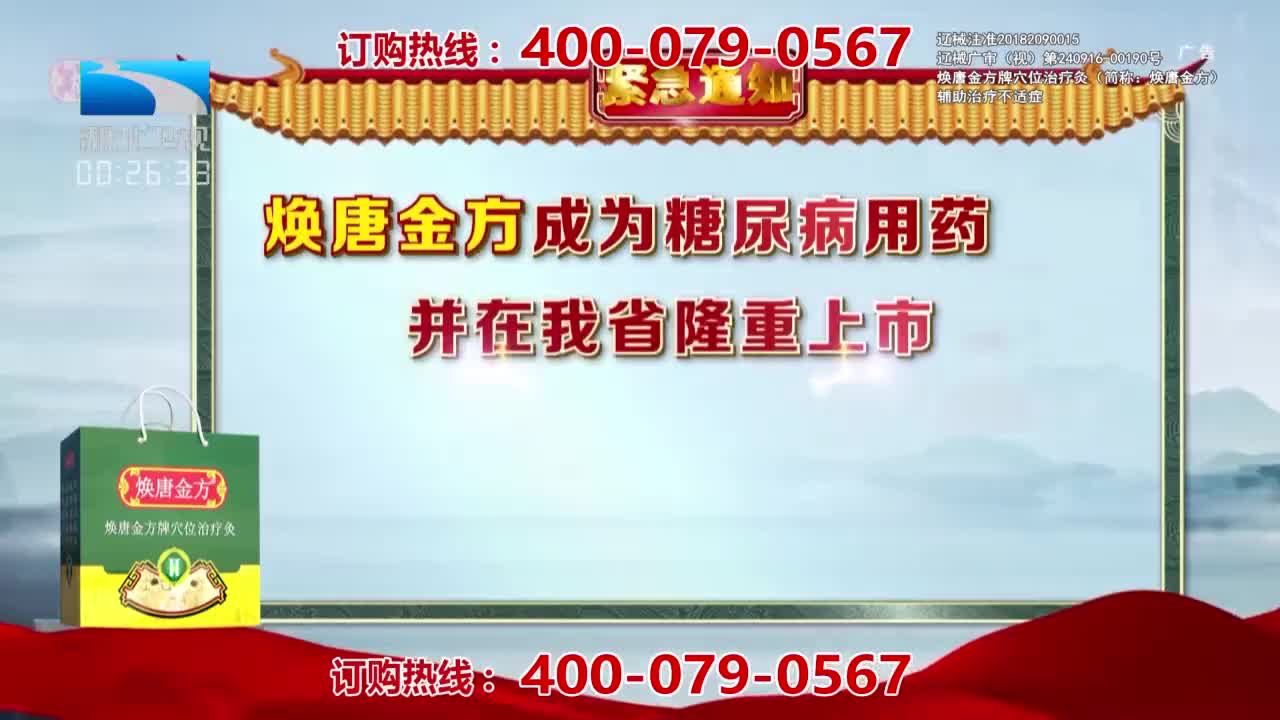 订购热线：400-079-0567
辽械注准20182090015
辽械广审（视）第240916-00190号
焕唐金方牌穴位治疗灸（简称：焕唐金方）
辅助治疗不适症
广告
紧急通知
00:26:33
焕唐金方成为糖尿病用药
并在我省隆重上市
焕唐金方
焕唐金方牌穴位治疗灸
订购热线：400-079-0567